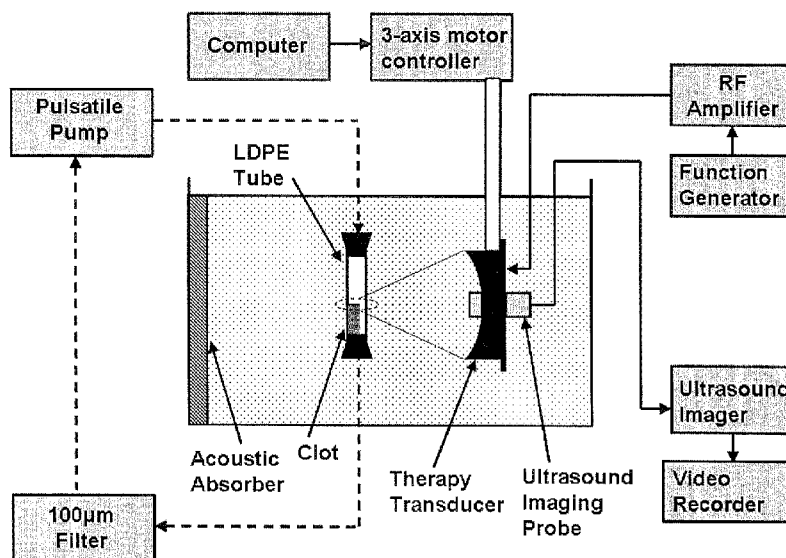 Computer
3-axis motor
controller
RF
Amplifier
Function
Generator
Pulsatile
Pump
LDPE
Tube
Acoustic
Absorber
Clot
Therapy
Transducer
Ultrasound
Imaging
Probe
Ultrasound
Imager
Video
Recorder
100µm
Filter